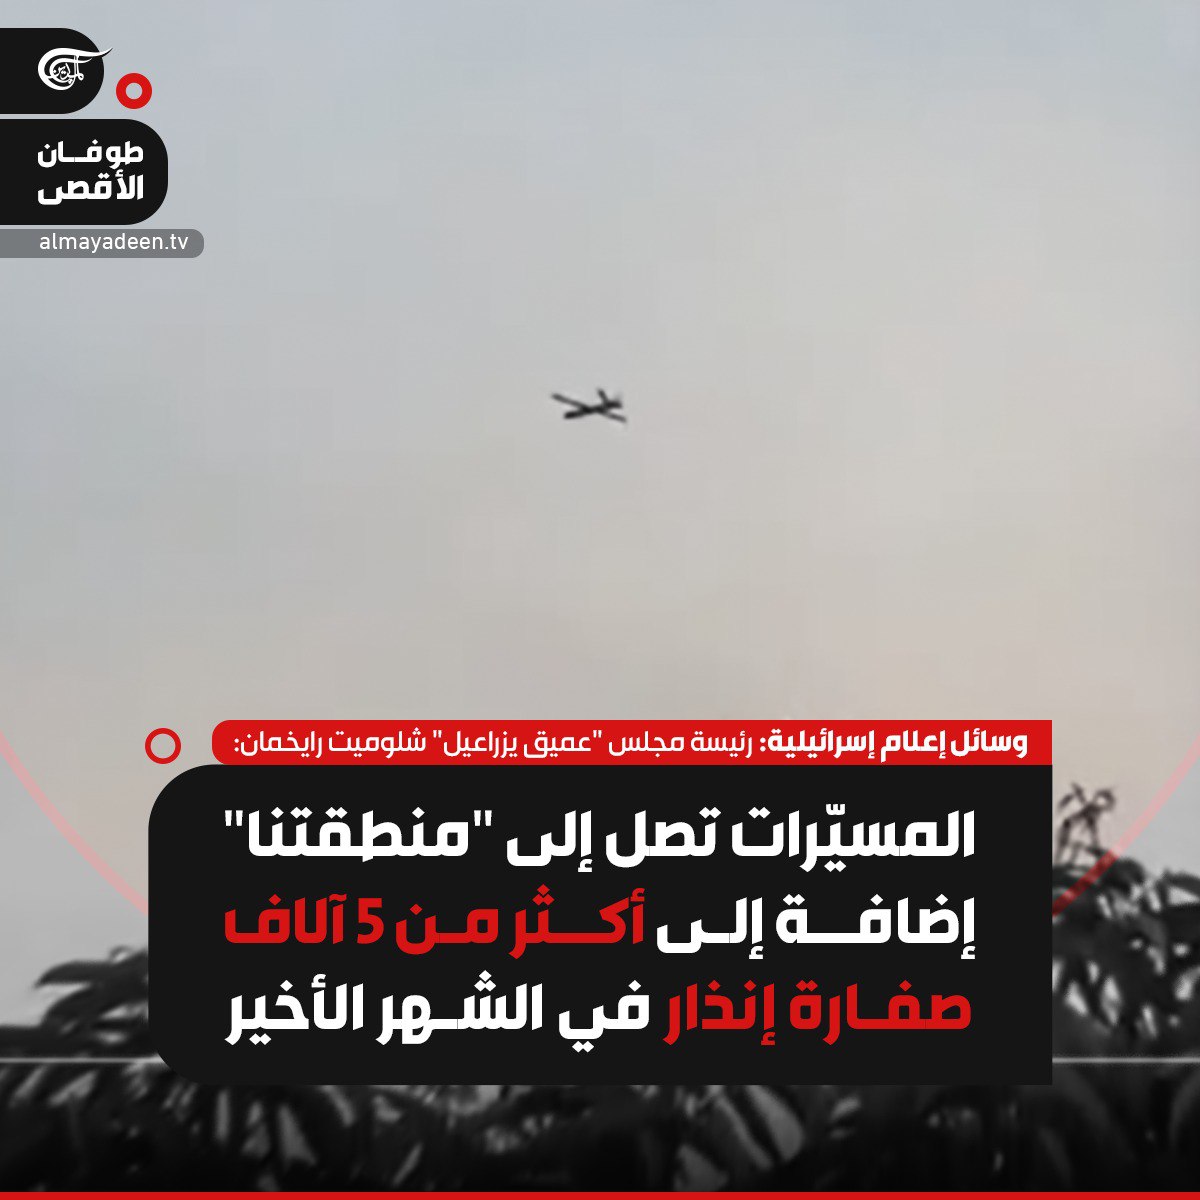 الميادين
طوفان
الأقصى
almayadeen.tv
وسائل إعلام إسرائيلية: رئيسة مجلس "عميق يزراعيل" شلوميت رايخمان:
المسيّرات تصل إلى "منطقتنا"
إضافة إلى أكثر من 5 آلاف
صفارة إنذار في الشهر الأخير